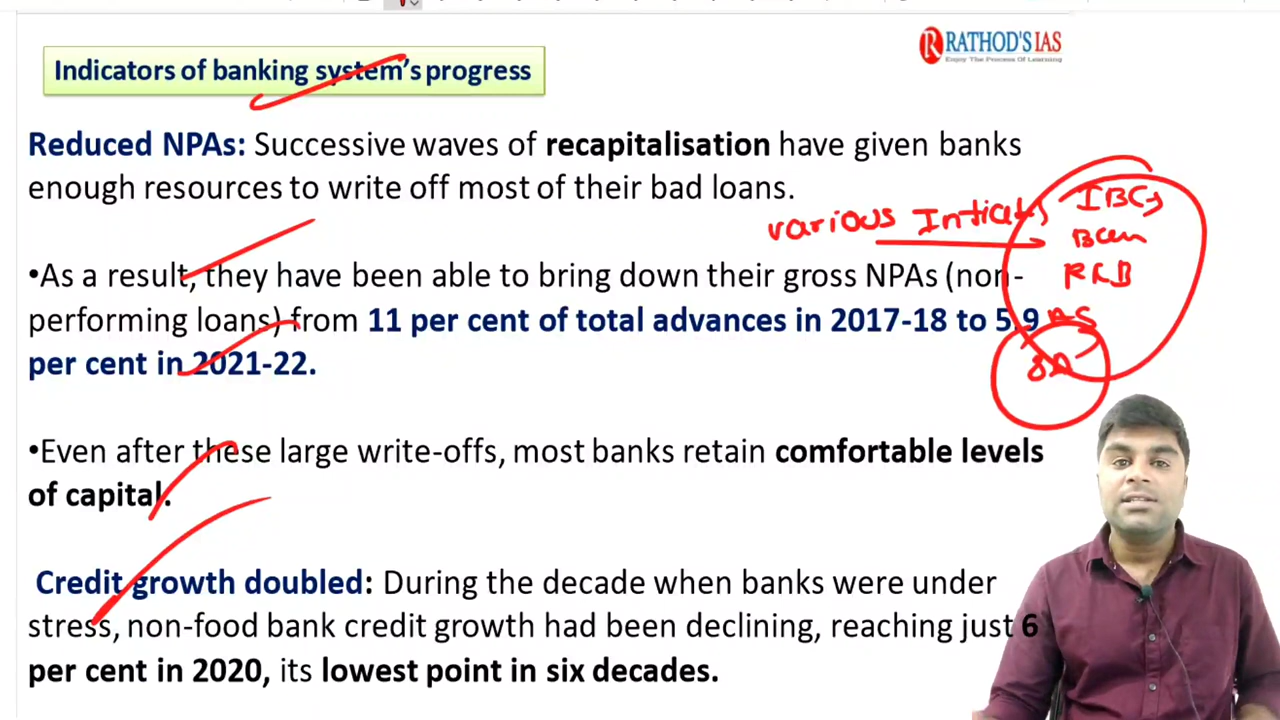 RATHOD'S IAS
Enjoy The Process Of Learning
Indicators of banking system's progress
Reduced NPAs: Successive waves of recapitalisation have given banks
enough resources to write off most of their bad loans.
various
•As a result, they have been able to bring down their gross NPAs (non-
performing loans) from 11 per cent of total advances in 2017-18 to 5.9
per cent in 2021-22.
•Even after these large write-offs, most banks retain comfortable levels
of capital.
Credit growth doubled: During the decade when banks were under
stress, non-food bank credit growth had been declining, reaching just 6
per cent in 2020, its lowest point in six decades.